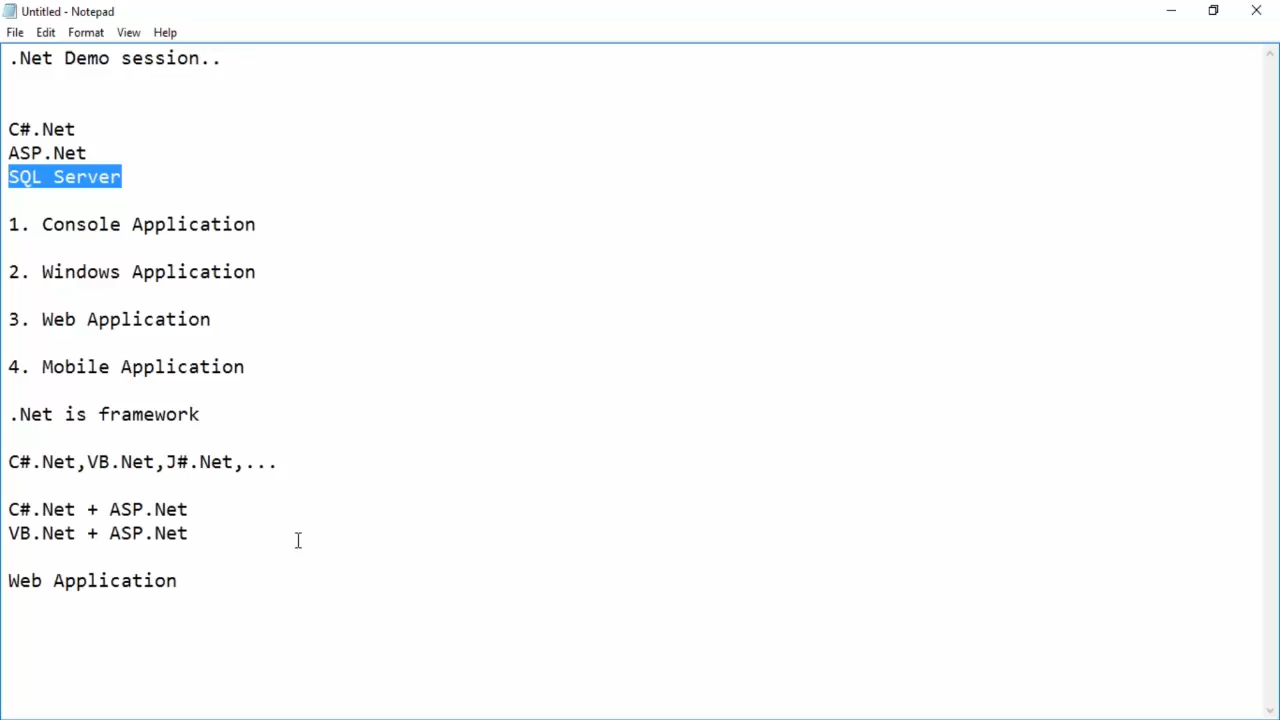 Untitled - Notepad
File Edit Format View Help
.Net Demo session..
C#.Net
ASP.Net
SQL Server
1. Console Application
2. Windows Application
3. Web Application
4. Mobile Application
.Net is framework
C#.Net,VB.Net,J#.Net,...
C#.Net + ASP.Net
VB.Net + ASP.Net
Web Application